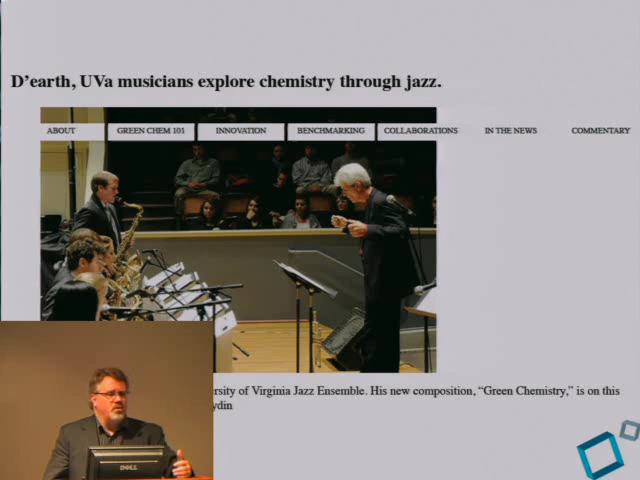 D’earth, UVa musicians explore chemistry through jazz.
ABOUT
GREEN CHEM 101
INNOVATION
BENCHMARKING
COLLABORATIONS
IN THE NEWS
COMMENTARY
rsity of Virginia Jazz Ensemble. His new composition, “Green Chemistry,” is on this
ydin
DELL